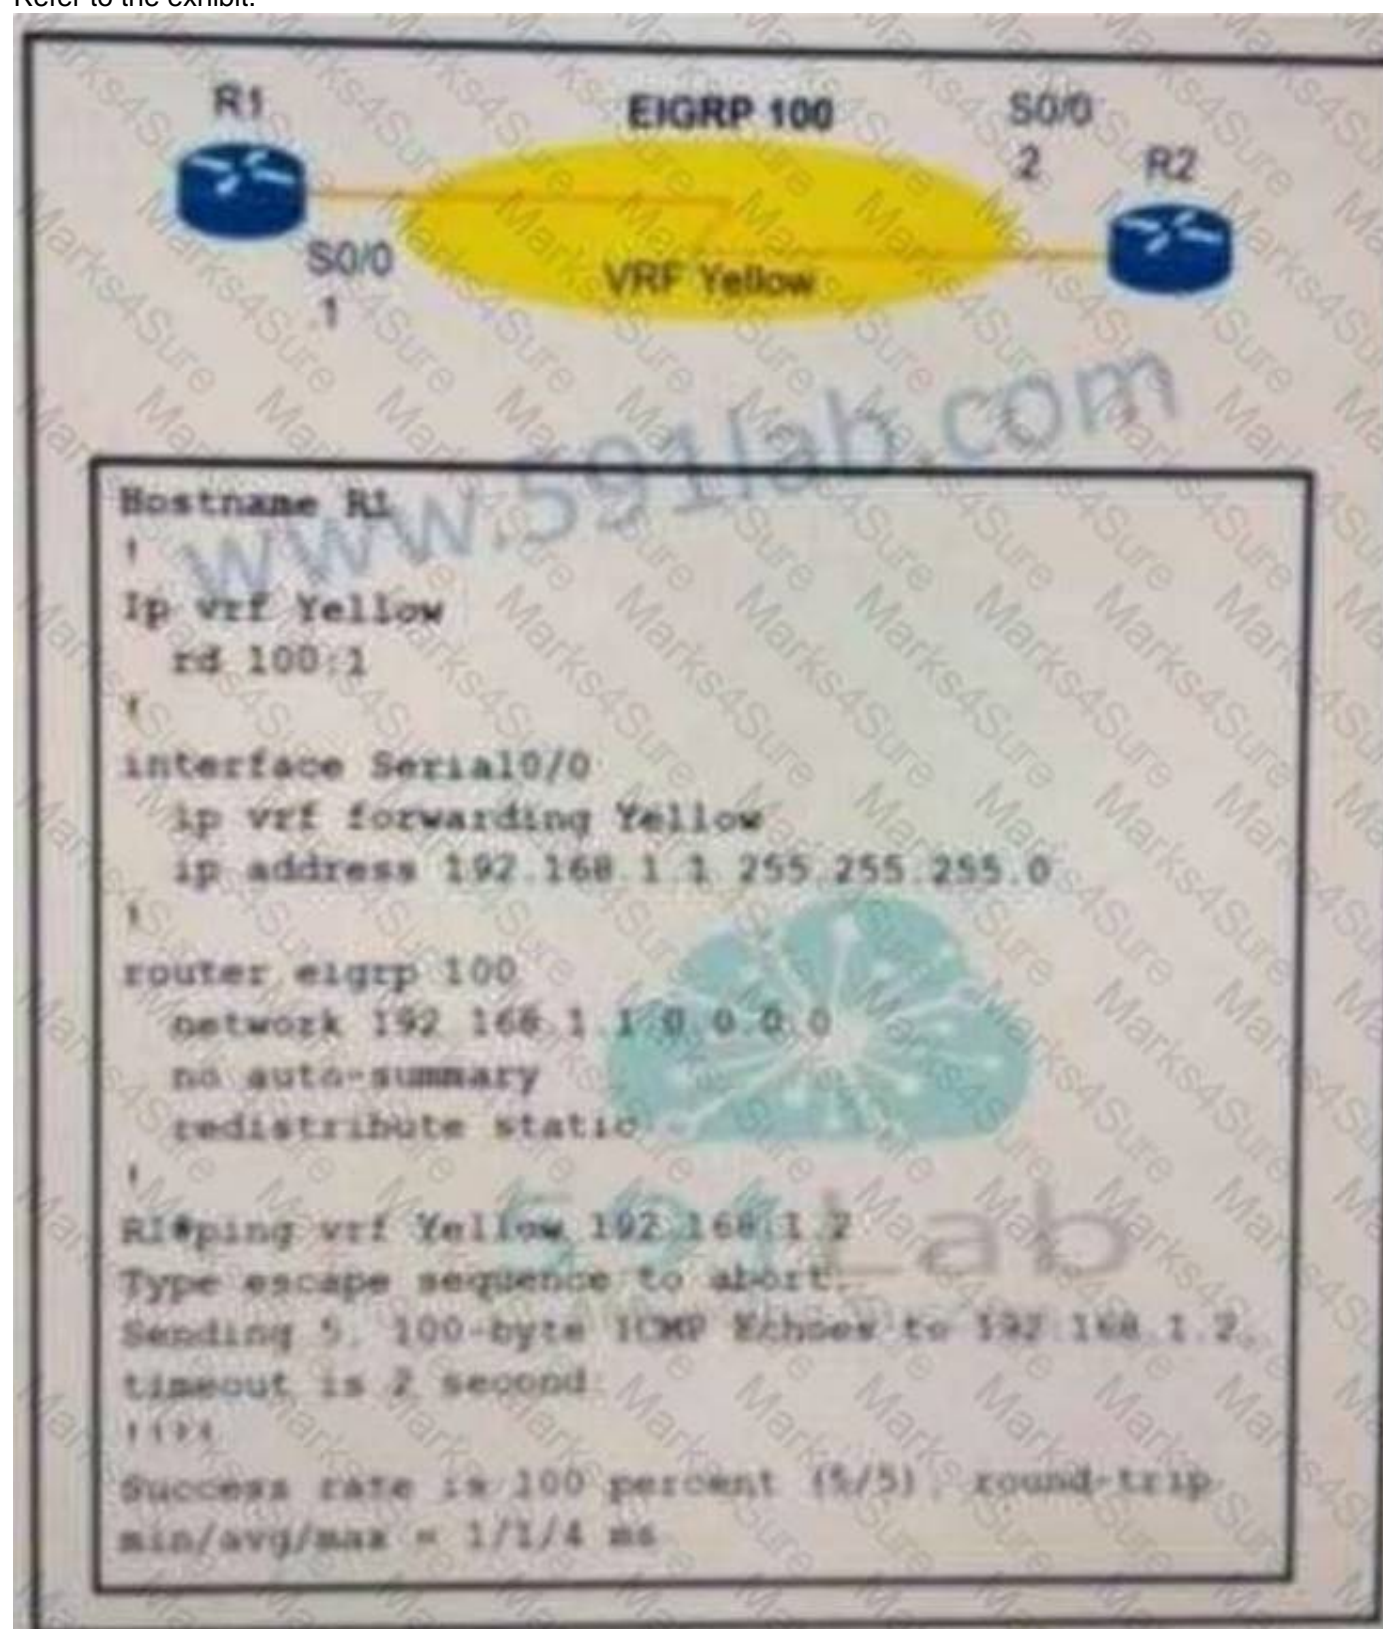 Refer to the exhibit.
R1
EIGRP 100
S0/0
2
R2
S0/0
.1
VRF Yellow
www.591lab.com
Hostname R1
!
Ip vrf Yellow
rd 100:1
!
interface Serial0/0
ip vrf forwarding Yellow
ip address 192.168.1.1 255.255.255.0
!
router eigrp 100
network 192.168.1.1 0.0.0.0
no auto-summary
redistribute static
!
591Lab
R1#ping vrf Yellow 192.168.1.2
Type escape sequence to abort.
Sending 5, 100-byte ICMP Echoes to 192.168.1.2,
timeout is 2 second:
!!!!
Success rate is 100 percent (5/5), round-trip
min/avg/max = 1/1/4 ms
Marks4Sure